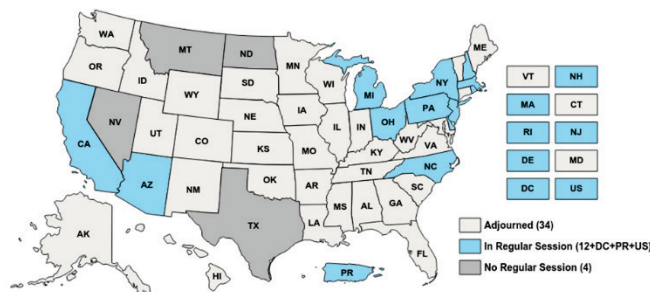 WA
MT
ND
MN
ME
OR
ID
SD
WI
MI
NY
WY
NE
IA
PA
NV
UT
CO
IL
IN
OH
CA
KS
MO
KY
WV
VA
AZ
NM
OK
AR
TN
NC
SC
TX
LA
MS
AL
GA
FL
AK
HI
PR
VT
NH
MA
CT
RI
NJ
DE
MD
DC
US
Adjourned (34)
In Regular Session (12+DC+PR+US)
No Regular Session (4)